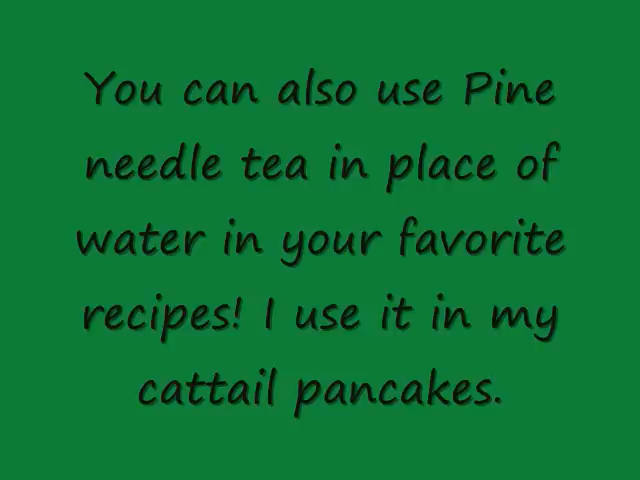 You can also use Pine
needle tea in place of
water in your favorite
recipes! I use it in my
cattail pancakes.